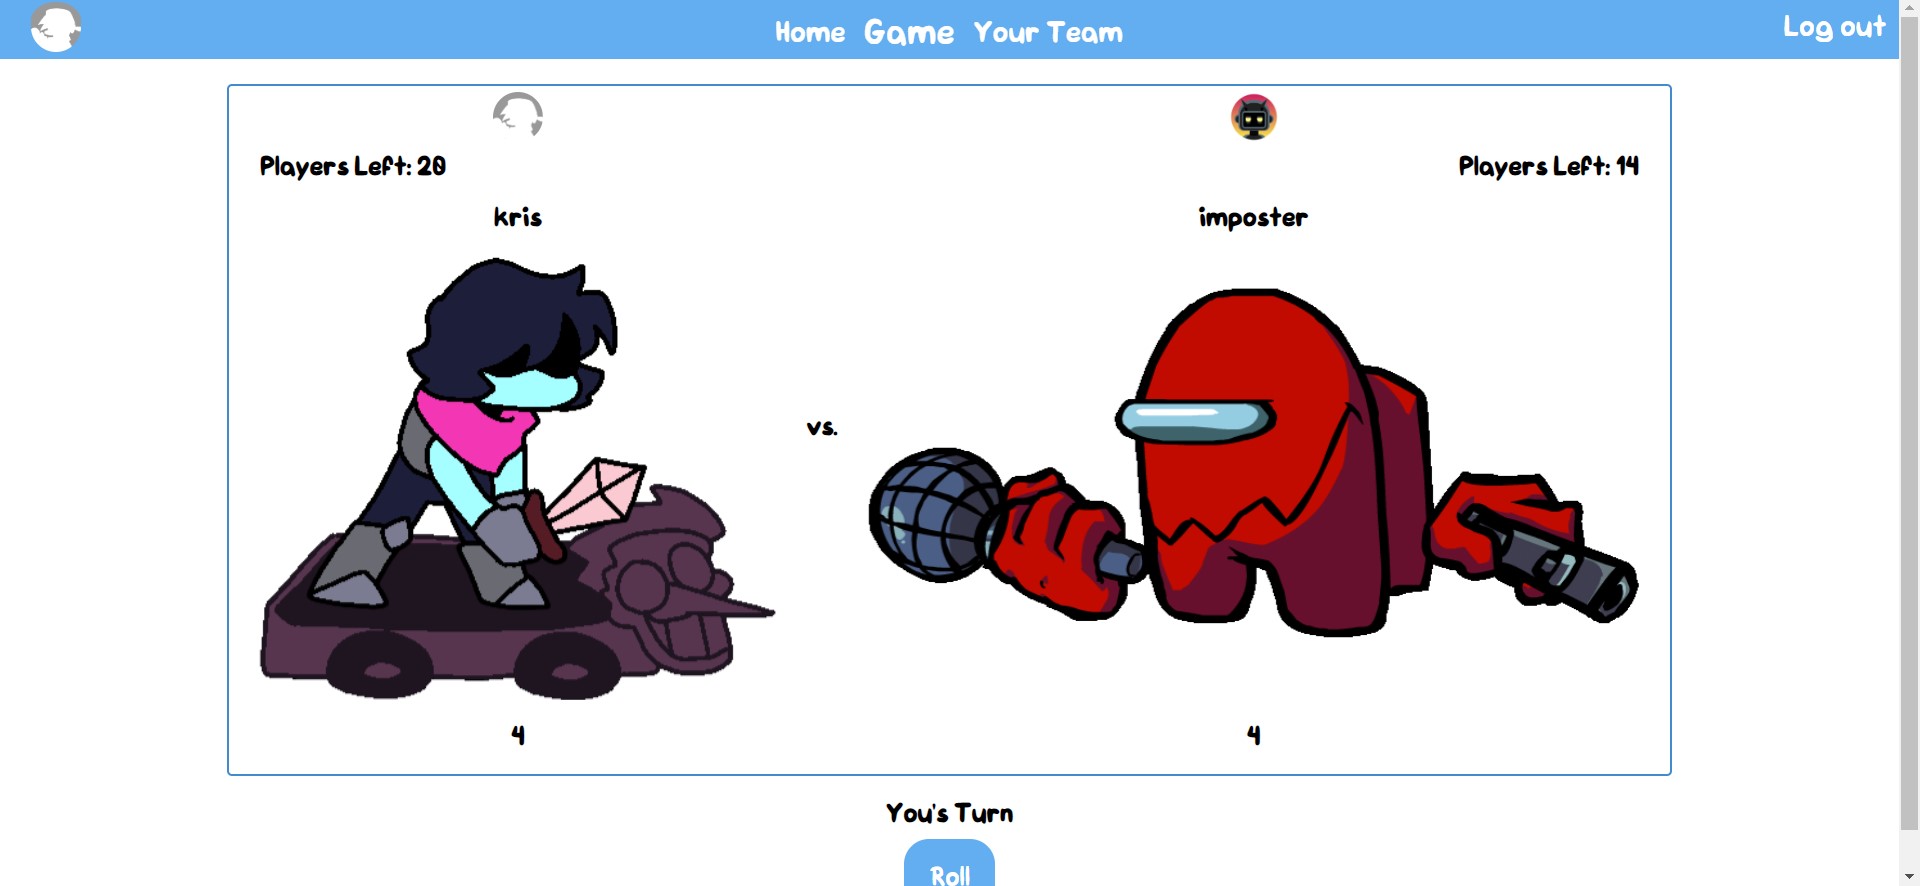 Home Game Your Team
Log out
Players Left: 20
Players Left: 14
kris
imposter
vs.
4
4
You's Turn
Roll